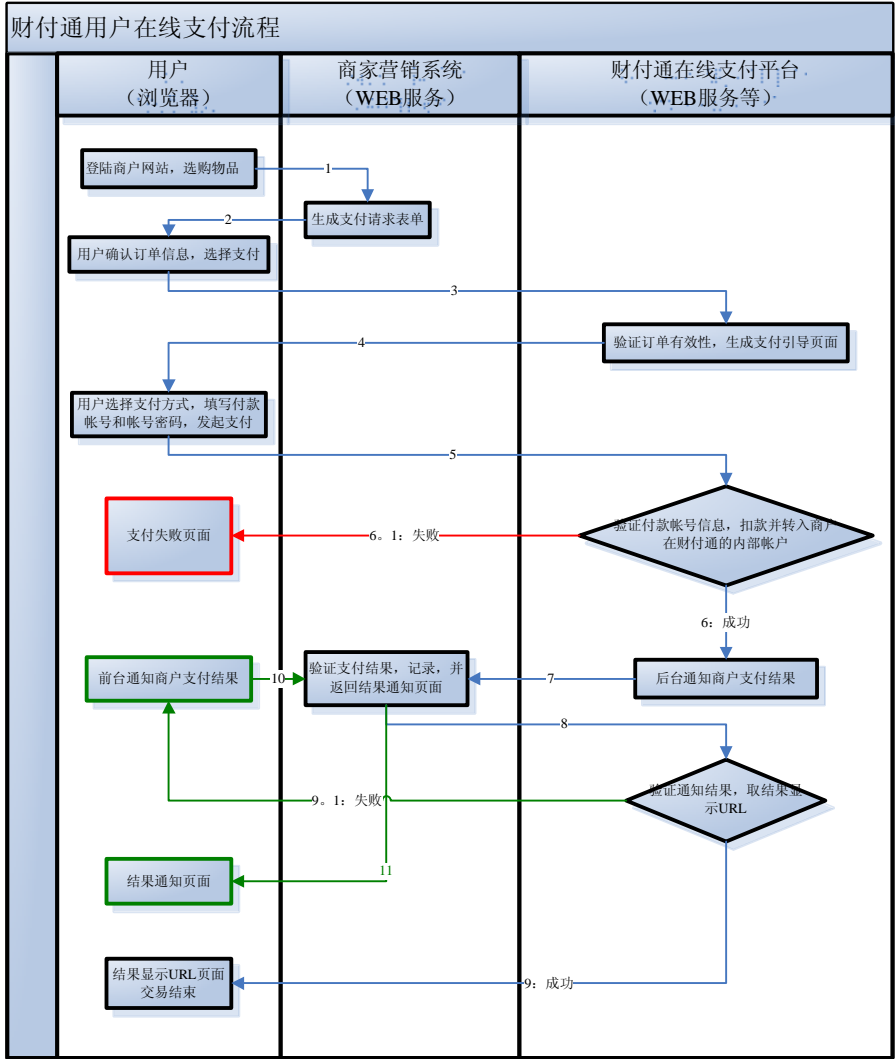 财付通用户在线支付流程
用户
（浏览器）
商家营销系统
（WEB服务）
财付通在线支付平台
（WEB服务等）
登陆商户网站，选购物品
1
生成支付请求表单
2
用户确认订单信息，选择支付
3
验证订单有效性，生成支付引导页面
4
用户选择支付方式，填写付款
帐号和帐号密码，发起支付
5
验证付款帐号信息，扣款并转入商户
在财付通的内部帐户
6。1：失败
支付失败页面
6：成功
前台通知商户支付结果
10
验证支付结果，记录，并
返回结果通知页面
7
后台通知商户支付结果
8
验证通知结果，取结果显
示URL
9。1：失败
11
结果通知页面
结果显示URL页面
交易结束
9：成功